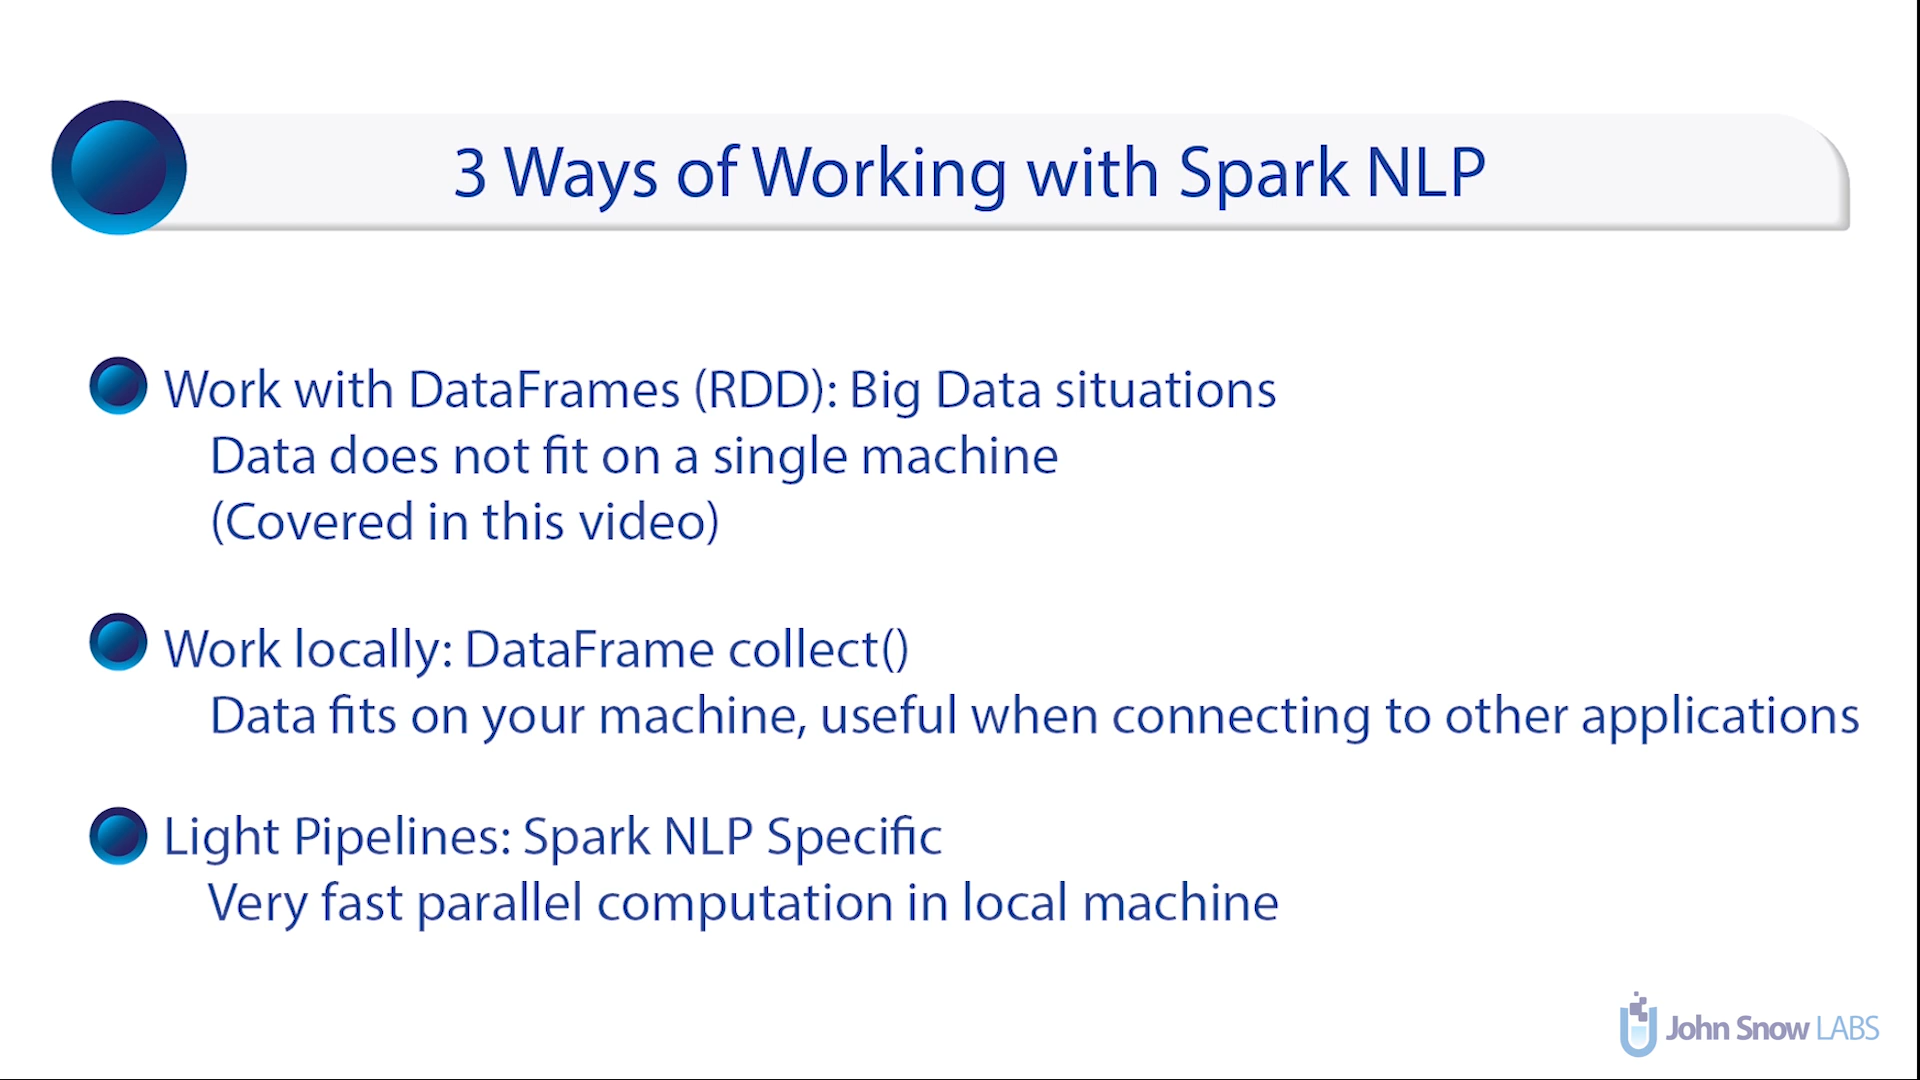 3 Ways of Working with Spark NLP
Work with DataFrames (RDD): Big Data situations
Data does not fit on a single machine
(Covered in this video)
Work locally: DataFrame collect()
Data fits on your machine, useful when connecting to other applications
Light Pipelines: Spark NLP Specific
Very fast parallel computation in local machine
John Snow LABS